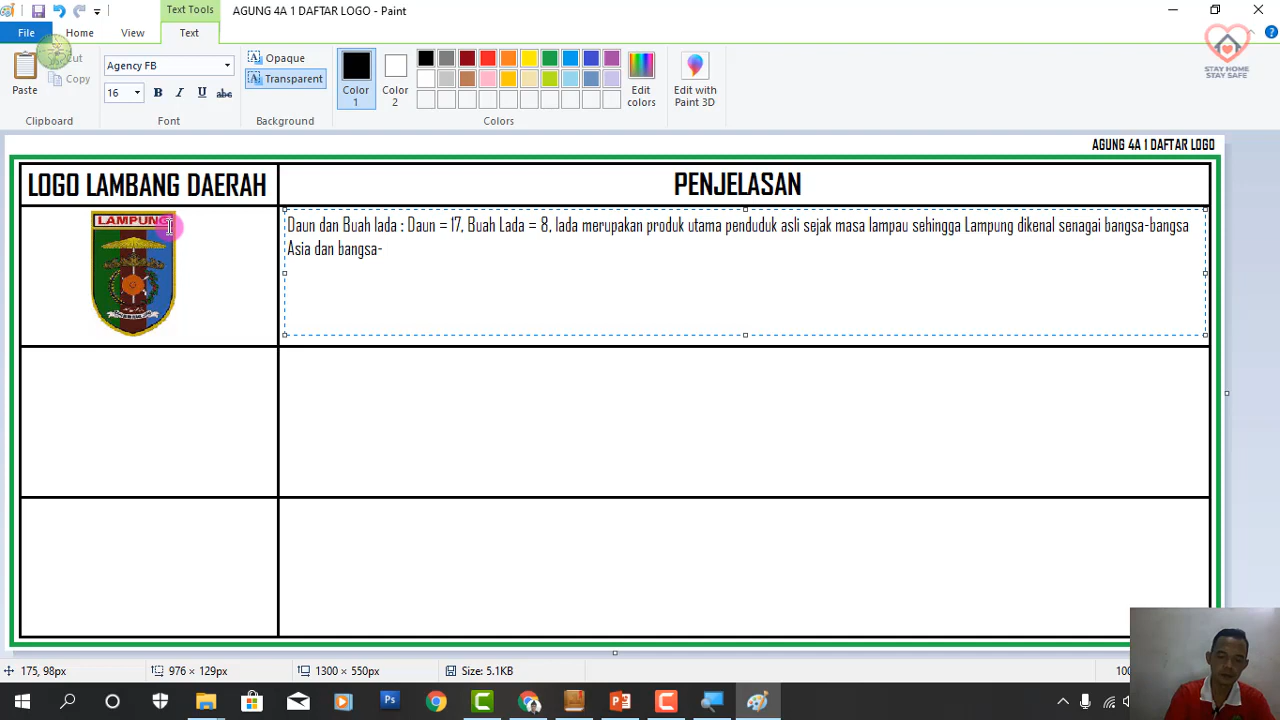 Text Tools
AGUNG 4A 1 DAFTAR LOGO - Paint
File
Home
View
Text
Paste
Cut
Copy
Clipboard
Agency FB
16
B I U abc
Font
Opaque
Transparent
Background
Color 1
Color 2
Edit colors
Colors
Edit with Paint 3D
STAY HOME
STAY SAFE
AGUNG 4A 1 DAFTAR LOGO
LOGO LAMBANG DAERAH
PENJELASAN
LAMPUNG
Daun dan Buah lada : Daun = 17, Buah Lada = 8, lada merupakan produk utama penduduk asli sejak masa lampau sehingga Lampung dikenal senagai bangsa-bangsa
Asia dan bangsa-
175, 98px
976 × 129px
1300 × 550px
Size: 5.1KB
100
Ps